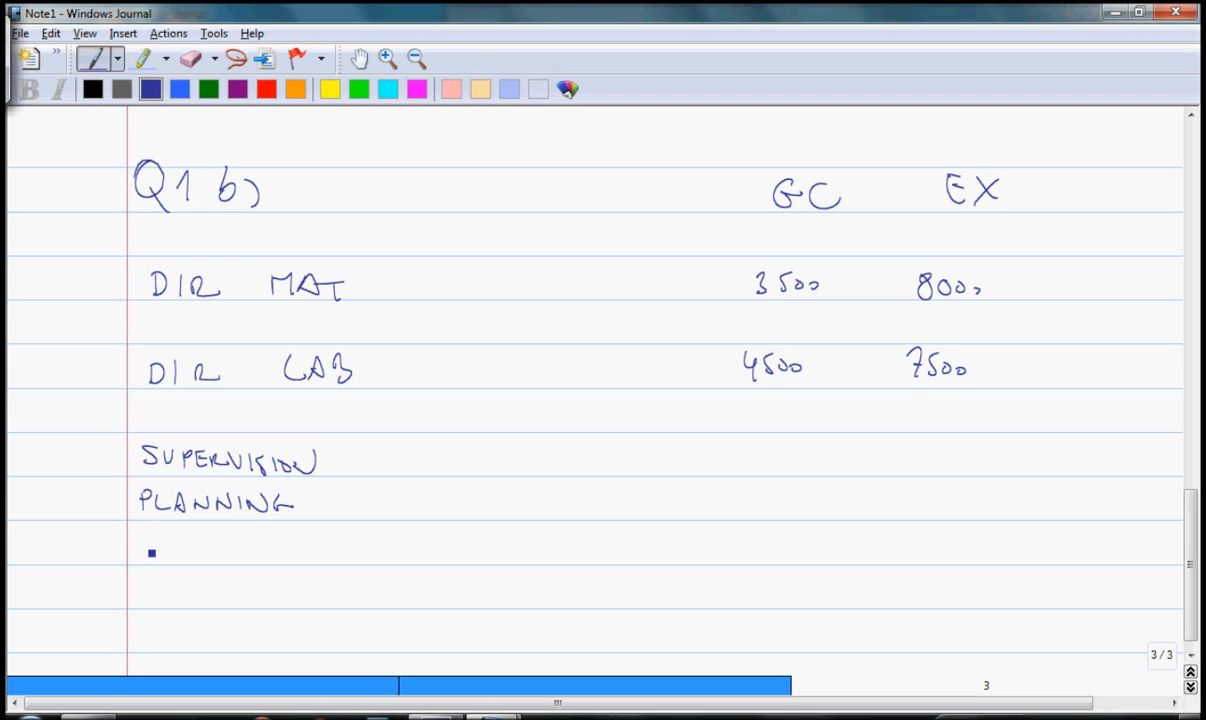 Note1 - Windows Journal
File Edit View Insert Actions Tools Help
B I
Q1 b) GC EX
DIR MAT 3500 8000
DIR LAB 4500 7500
SUPERVISION
PLANNING
3 / 3
3